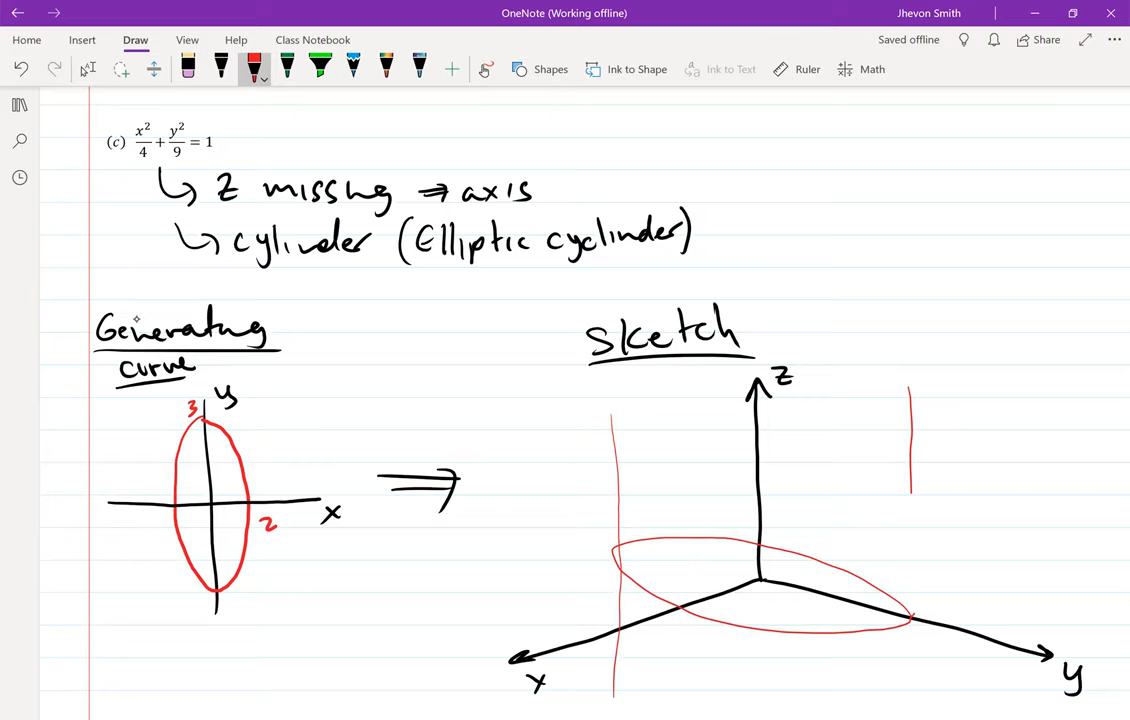 OneNote (Working offline)
Jhevon Smith
Home Insert Draw View Help Class Notebook
Saved offline Share
Shapes Ink to Shape Ink to Text Ruler Math
(c) x²/4 + y²/9 = 1
↳ z missing ⇒ axis
↳ cylinder (Elliptic cyclinder)
Generating
curve
Sketch
y
3
x
2
⇒
z
x
y